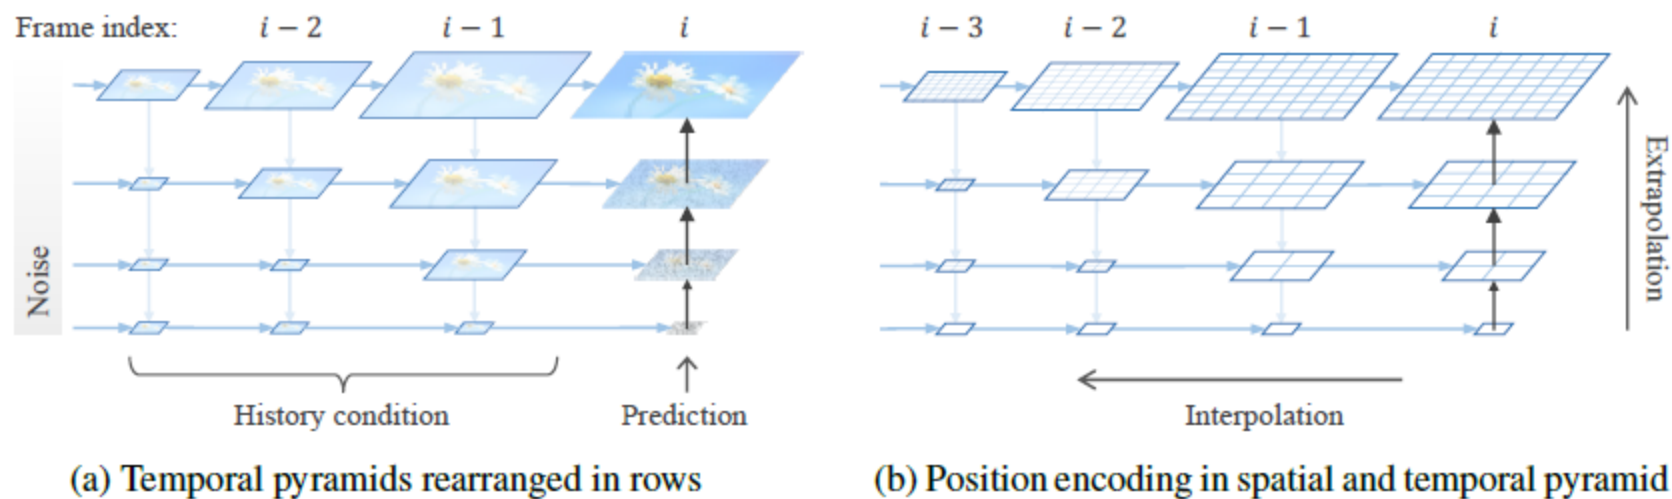 Frame index: i − 2 i − 1 i
Noise
History condition
Prediction
(a) Temporal pyramids rearranged in rows
i − 3 i − 2 i − 1 i
Extrapolation
Interpolation
(b) Position encoding in spatial and temporal pyramid